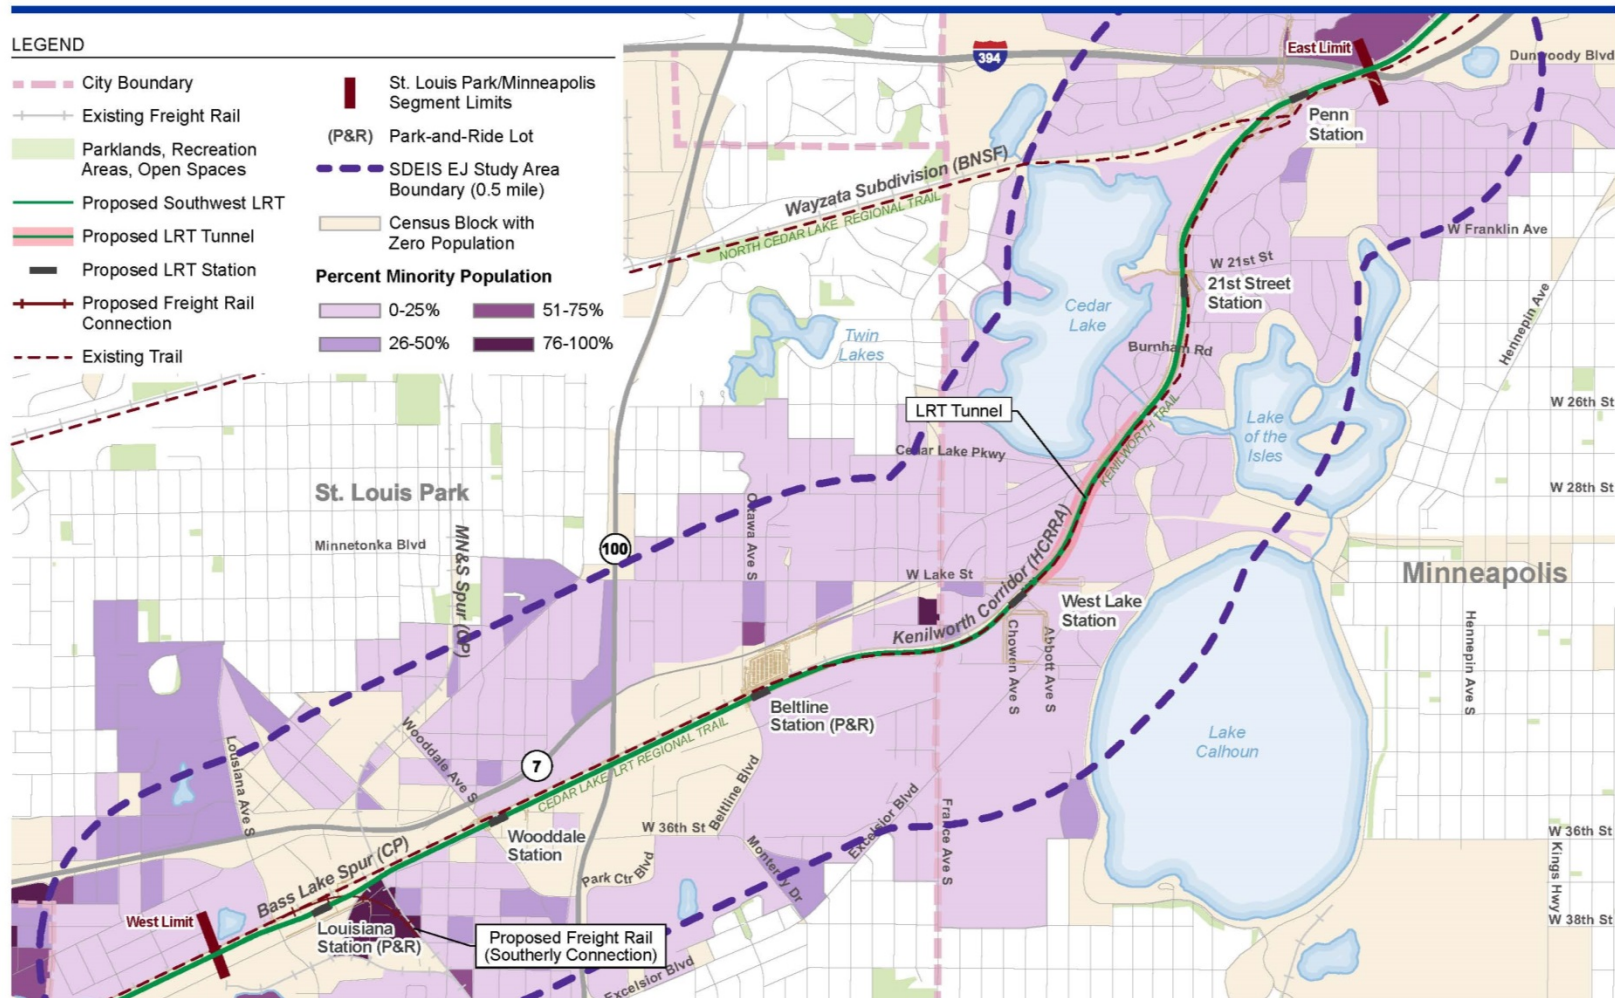 LEGEND
City Boundary
Existing Freight Rail
Parklands, Recreation
Areas, Open Spaces
Proposed Southwest LRT
Proposed LRT Tunnel
Proposed LRT Station
Proposed Freight Rail
Connection
Existing Trail
St. Louis Park/Minneapolis
Segment Limits
(P&R) Park-and-Ride Lot
SDEIS EJ Study Area
Boundary (0.5 mile)
Census Block with
Zero Population
Percent Minority Population
0-25%
51-75%
26-50%
76-100%
394
East Limit
Dunwoody Blvd
Penn
Station
Wayzata Subdivision (BNSF)
NORTH CEDAR LAKE REGIONAL TRAIL
W Franklin Ave
W 21st St
21st Street
Station
Cedar
Lake
Twin
Lakes
Burnham Rd
Hennepin Ave
W 26th St
LRT Tunnel
KENILWORTH TRAIL
Lake
of the
Isles
Cedar Lake Pkwy
W 28th St
St. Louis Park
MN&S Spur (CP)
Minnetonka Blvd
100
Ottawa Ave S
W Lake St
Kenilworth Corridor (HCRRA)
Minneapolis
West Lake
Station
Chowen Ave S
Abbott Ave S
Hennepin Ave S
Beltline
Station (P&R)
Lake
Calhoun
Wooddale Ave S
Lousiana Ave S
7
CEDAR LAKE LRT REGIONAL TRAIL
Beltline Blvd
W 36th St
Wooddale
Station
Park Ctr Blvd
Monterey Dr
Excelsior Blvd
France Ave S
W 36th St
Kings Hwy
W 38th St
Bass Lake Spur (CP)
West Limit
Louisiana
Station (P&R)
Proposed Freight Rail
(Southerly Connection)
Excelsior Blvd